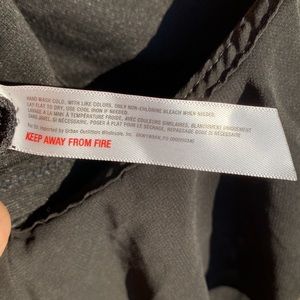 HAND WASH COLD, WITH LIKE COLORS, ONLY NON-CHLORINE BLEACH WHEN NEEDED,
LAY FLAT TO DRY, USE COOL IRON IF NEEDED
LAVAGE A LA MAIN À TEMPÉRATURE FROIDE, AVEC COULEURS SIMILAIRES, BLANCHIMENT UNIQUEMENT
SANS, SI NÉCESSAIRE, POSER À PLAT POUR LE SÉCHAGE, REPASSAGE DOUX SI NÉCESSAIRE
by Urban Outfitters Wholesale, Inc.
KEEP AWAY FROM FIRE